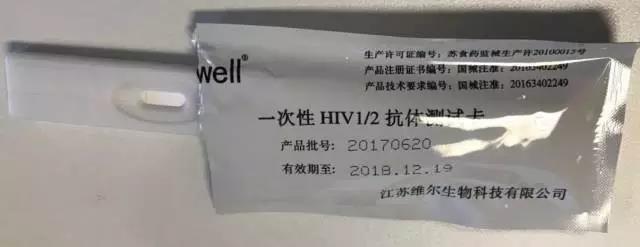 well®
生产许可证编号：苏食药监械生产许20100015号
产品注册证书编号：国械注准：20163402249
产品技术要求编号：国械注准：20163402249
一次性 HIV1/2 抗体测试卡
产品批号：20170620
有效期至：2018.12.19
江苏维尔生物科技有限公司